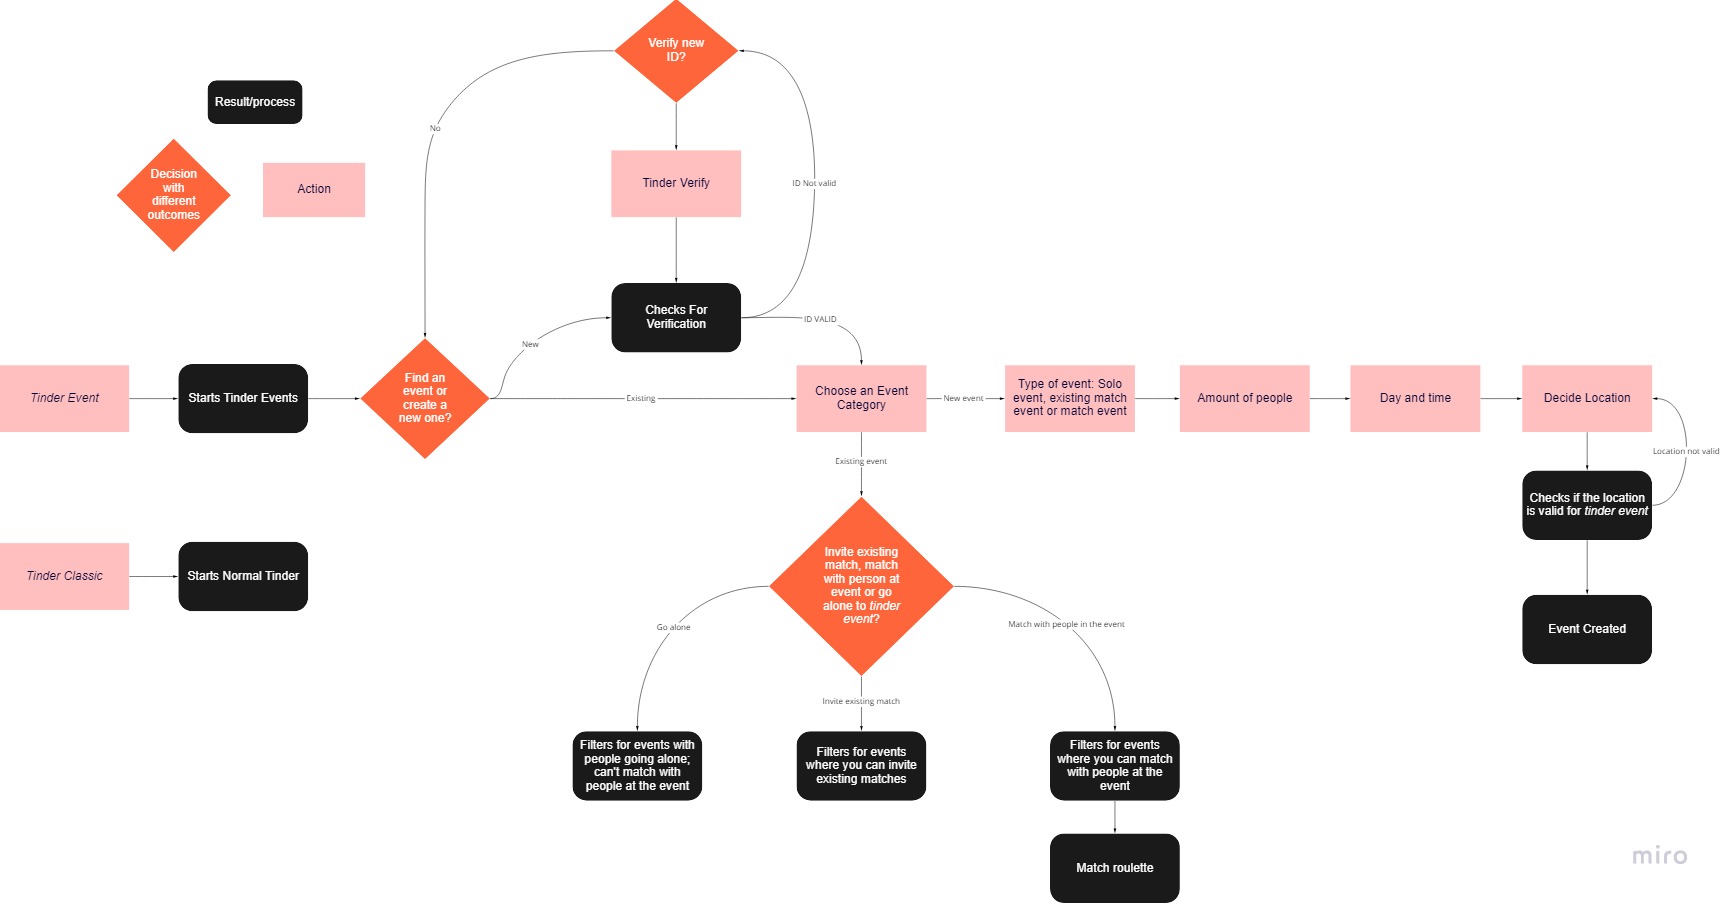 Verify new
ID?
Result/process
No
Decision
with
different
outcomes
Action
Tinder Verify
ID Not valid
Checks For
Verification
ID VALID
New
Tinder Event
Starts Tinder Events
Find an
event or
create a
new one?
Existing
Choose an Event
Category
New event
Type of event: Solo
event, existing match
event or match event
Amount of people
Day and time
Decide Location
Location not valid
Existing event
Checks if the location
is valid for tinder event
Tinder Classic
Starts Normal Tinder
Invite existing
match, match
with person at
event or go
alone to tinder
event?
Go alone
Match with people in the event
Event Created
Invite existing match
Filters for events with
people going alone;
can't match with
people at the event
Filters for events
where you can invite
existing matches
Filters for events
where you can match
with people at the
event
Match roulette
miro